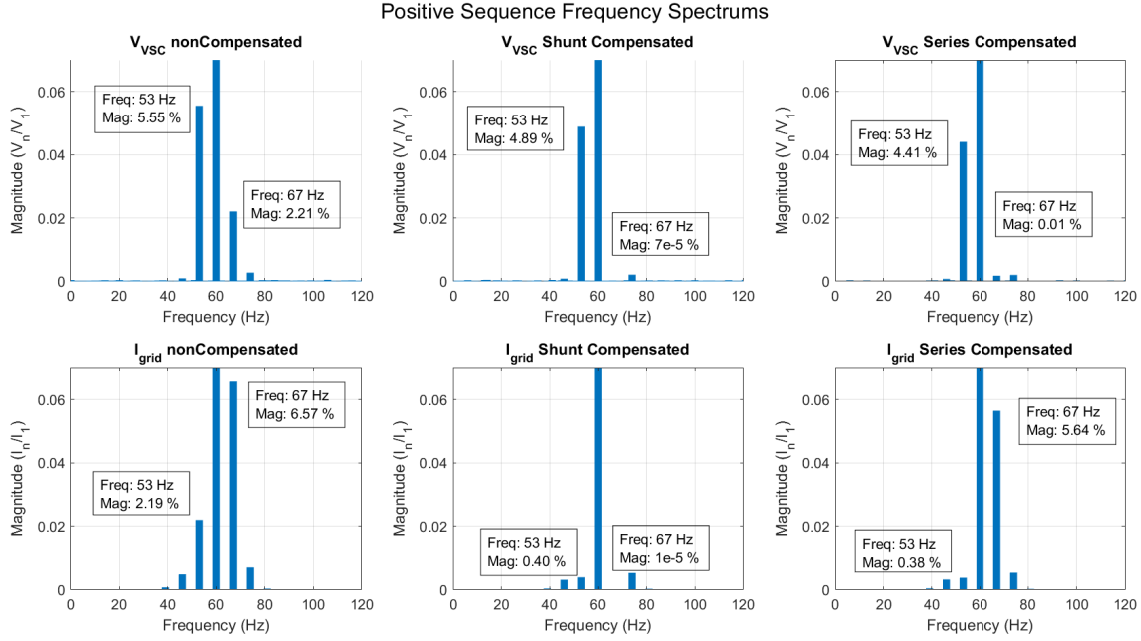 Positive Sequence Frequency Spectrums
V_VSC nonCompensated
Magnitude (V_n/V_1)
0.06
0.04
0.02
0
Freq: 53 Hz
Mag: 5.55 %
Freq: 67 Hz
Mag: 2.21 %
0 20 40 60 80 100 120
Frequency (Hz)
V_VSC Shunt Compensated
Magnitude (V_n/V_1)
0.06
0.04
0.02
0
Freq: 53 Hz
Mag: 4.89 %
Freq: 67 Hz
Mag: 7e-5 %
0 20 40 60 80 100 120
Frequency (Hz)
V_VSC Series Compensated
Magnitude (V_n/V_1)
0.06
0.04
0.02
0
Freq: 53 Hz
Mag: 4.41 %
Freq: 67 Hz
Mag: 0.01 %
0 20 40 60 80 100 120
Frequency (Hz)
I_grid nonCompensated
Magnitude (I_n/I_1)
0.06
0.04
0.02
0
Freq: 67 Hz
Mag: 6.57 %
Freq: 53 Hz
Mag: 2.19 %
0 20 40 60 80 100 120
Frequency (Hz)
I_grid Shunt Compensated
Magnitude (I_n/I_1)
0.06
0.04
0.02
0
Freq: 53 Hz
Mag: 0.40 %
Freq: 67 Hz
Mag: 1e-5 %
0 20 40 60 80 100 120
Frequency (Hz)
I_grid Series Compensated
Magnitude (I_n/I_1)
0.06
0.04
0.02
0
Freq: 67 Hz
Mag: 5.64 %
Freq: 53 Hz
Mag: 0.38 %
0 20 40 60 80 100 120
Frequency (Hz)